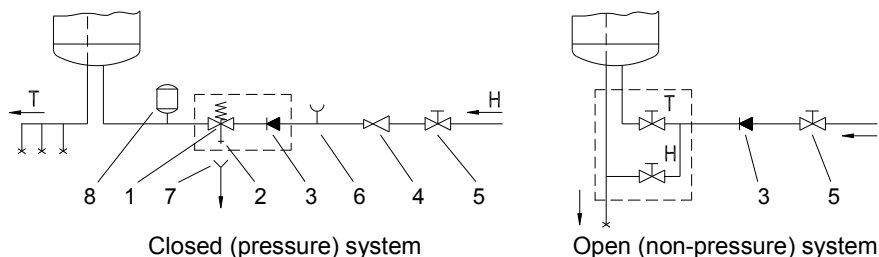 T
H
8 1 7 2 3 6 4 5
Closed (pressure) system
T
H
3 5
Open (non-pressure) system